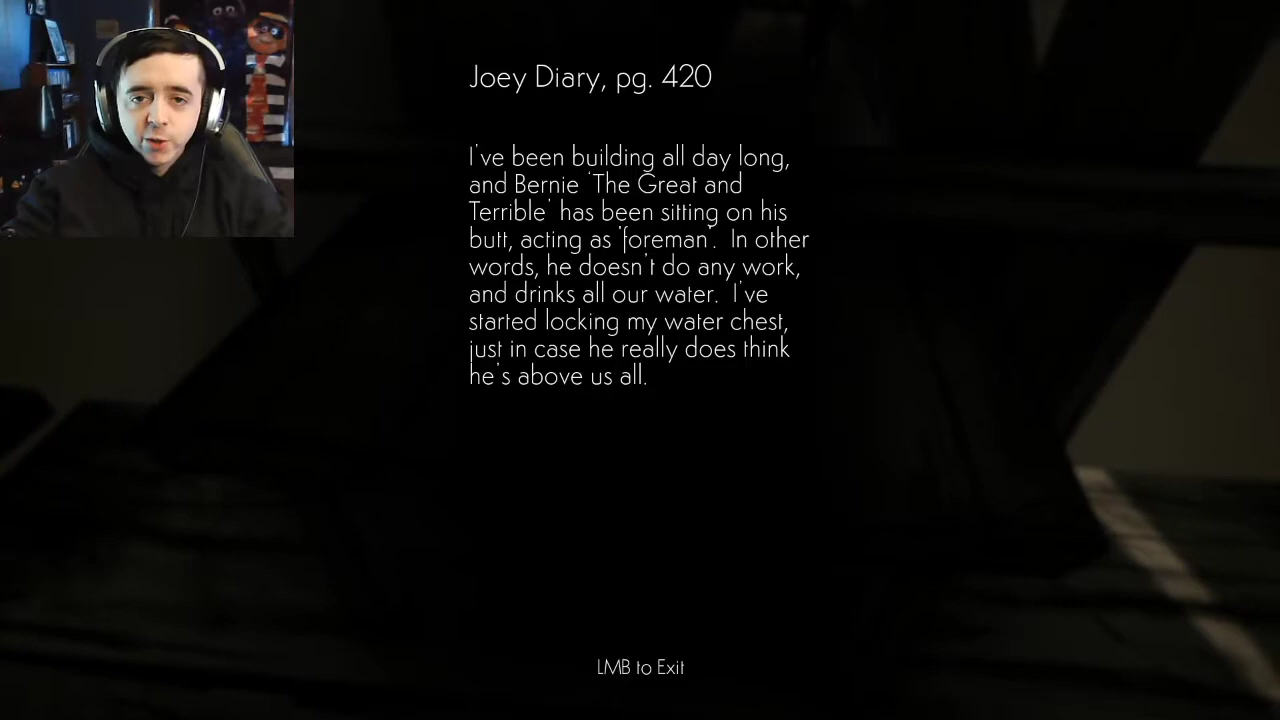 Joey Diary, pg. 420
I've been building all day long,
and Bernie 'The Great and
Terrible' has been sitting on his
butt, acting as 'foreman'.  In other
words, he doesn't do any work,
and drinks all our water.  I've
started locking my water chest,
just in case he really does think
he's above us all.
LMB to Exit